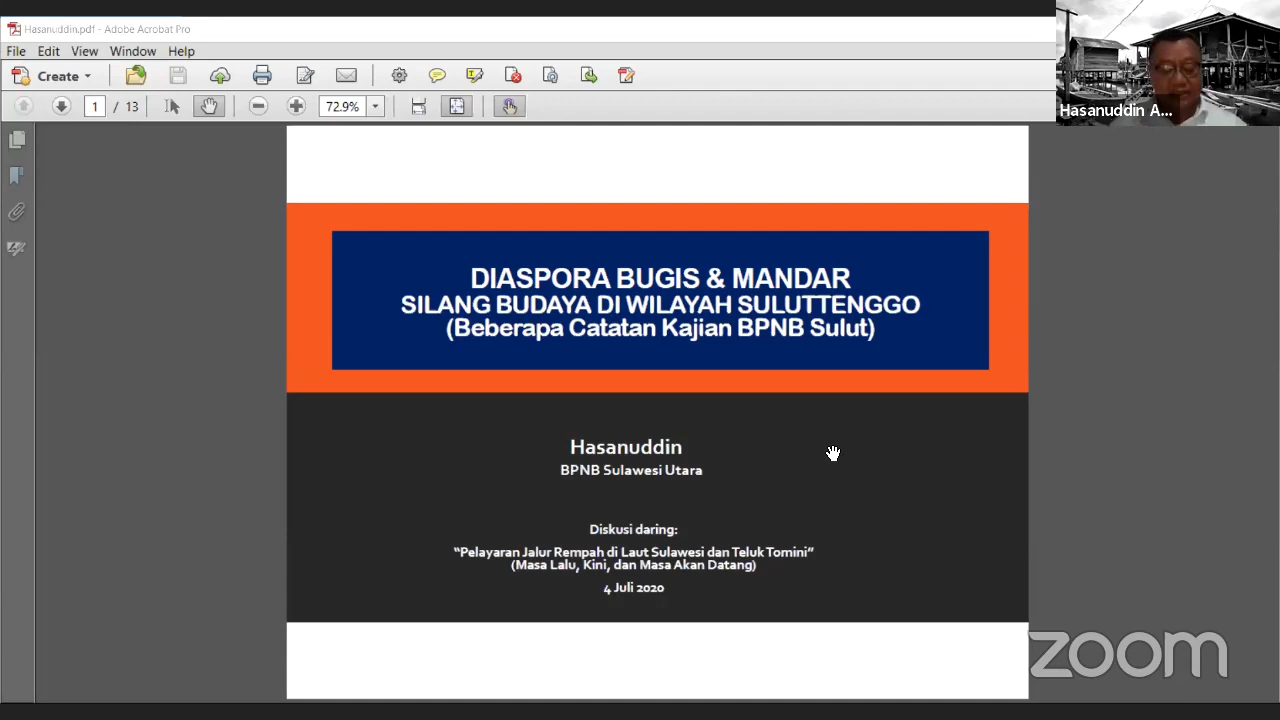 Hasanuddin.pdf - Adobe Acrobat Pro
File Edit View Window Help
Create
1 / 13
72.9%
Hasanuddin A...
DIASPORA BUGIS & MANDAR
SILANG BUDAYA DI WILAYAH SULUTTENGGO
(Beberapa Catatan Kajian BPNB Sulut)
Hasanuddin
BPNB Sulawesi Utara
Diskusi daring:
“Pelayaran Jalur Rempah di Laut Sulawesi dan Teluk Tomini”
(Masa Lalu, Kini, dan Masa Akan Datang)
4 Juli 2020
zoom